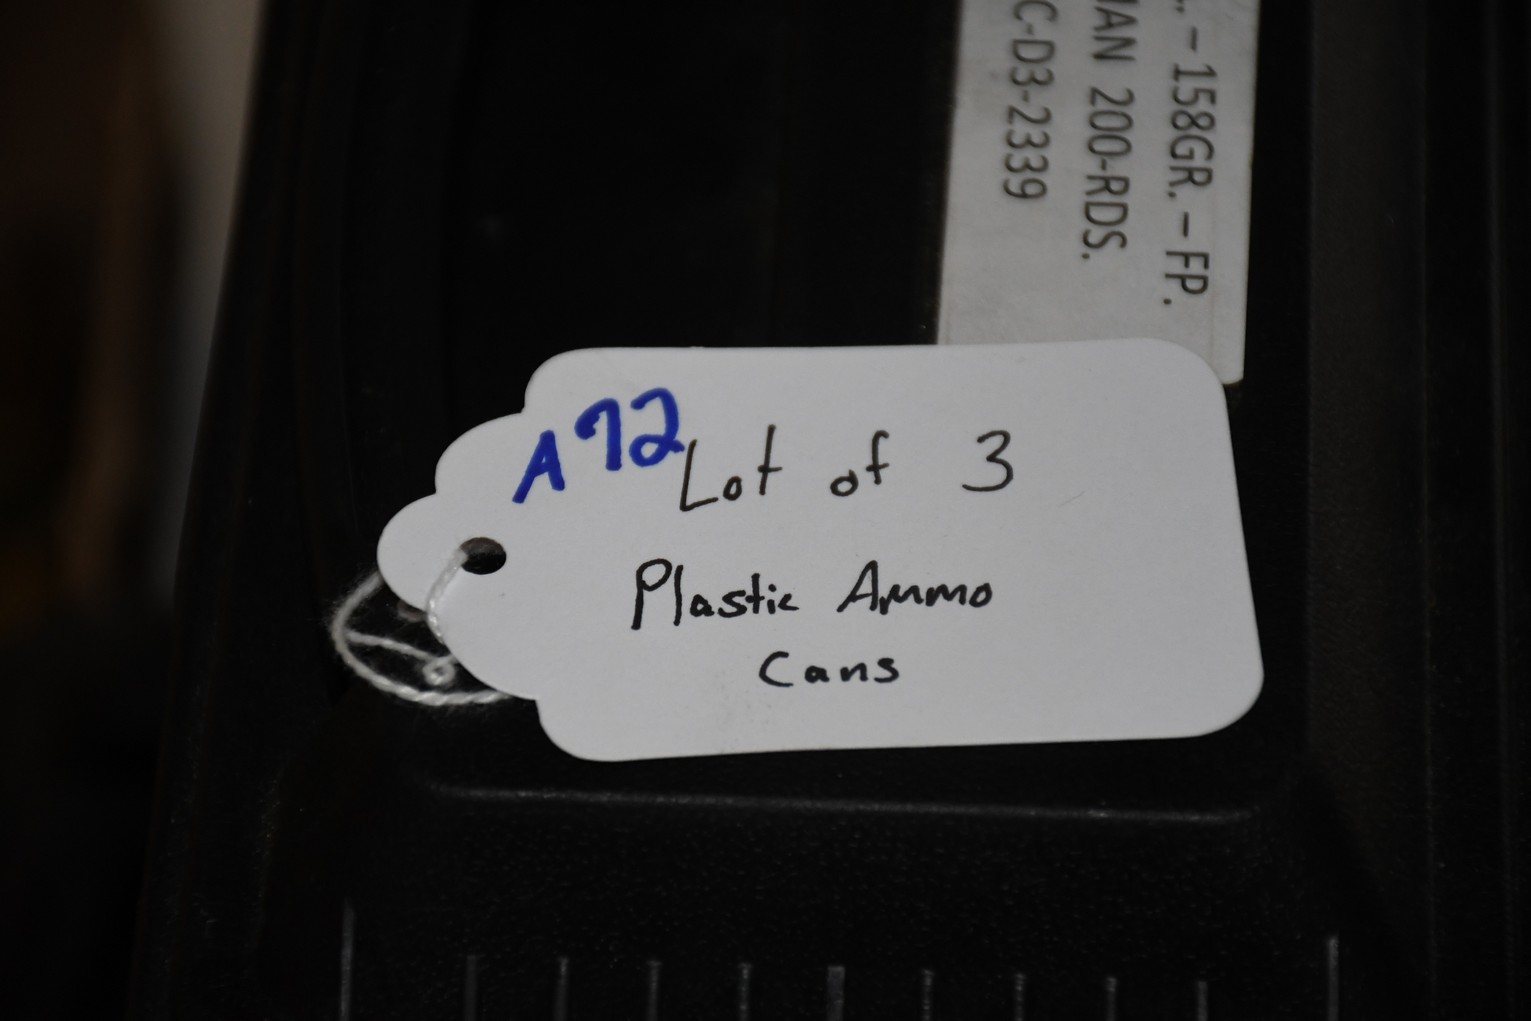 - 158GR. - FP.
200-RDS.
C-D3-2339
A72
Lot of 3
Plastic Ammo
Cans